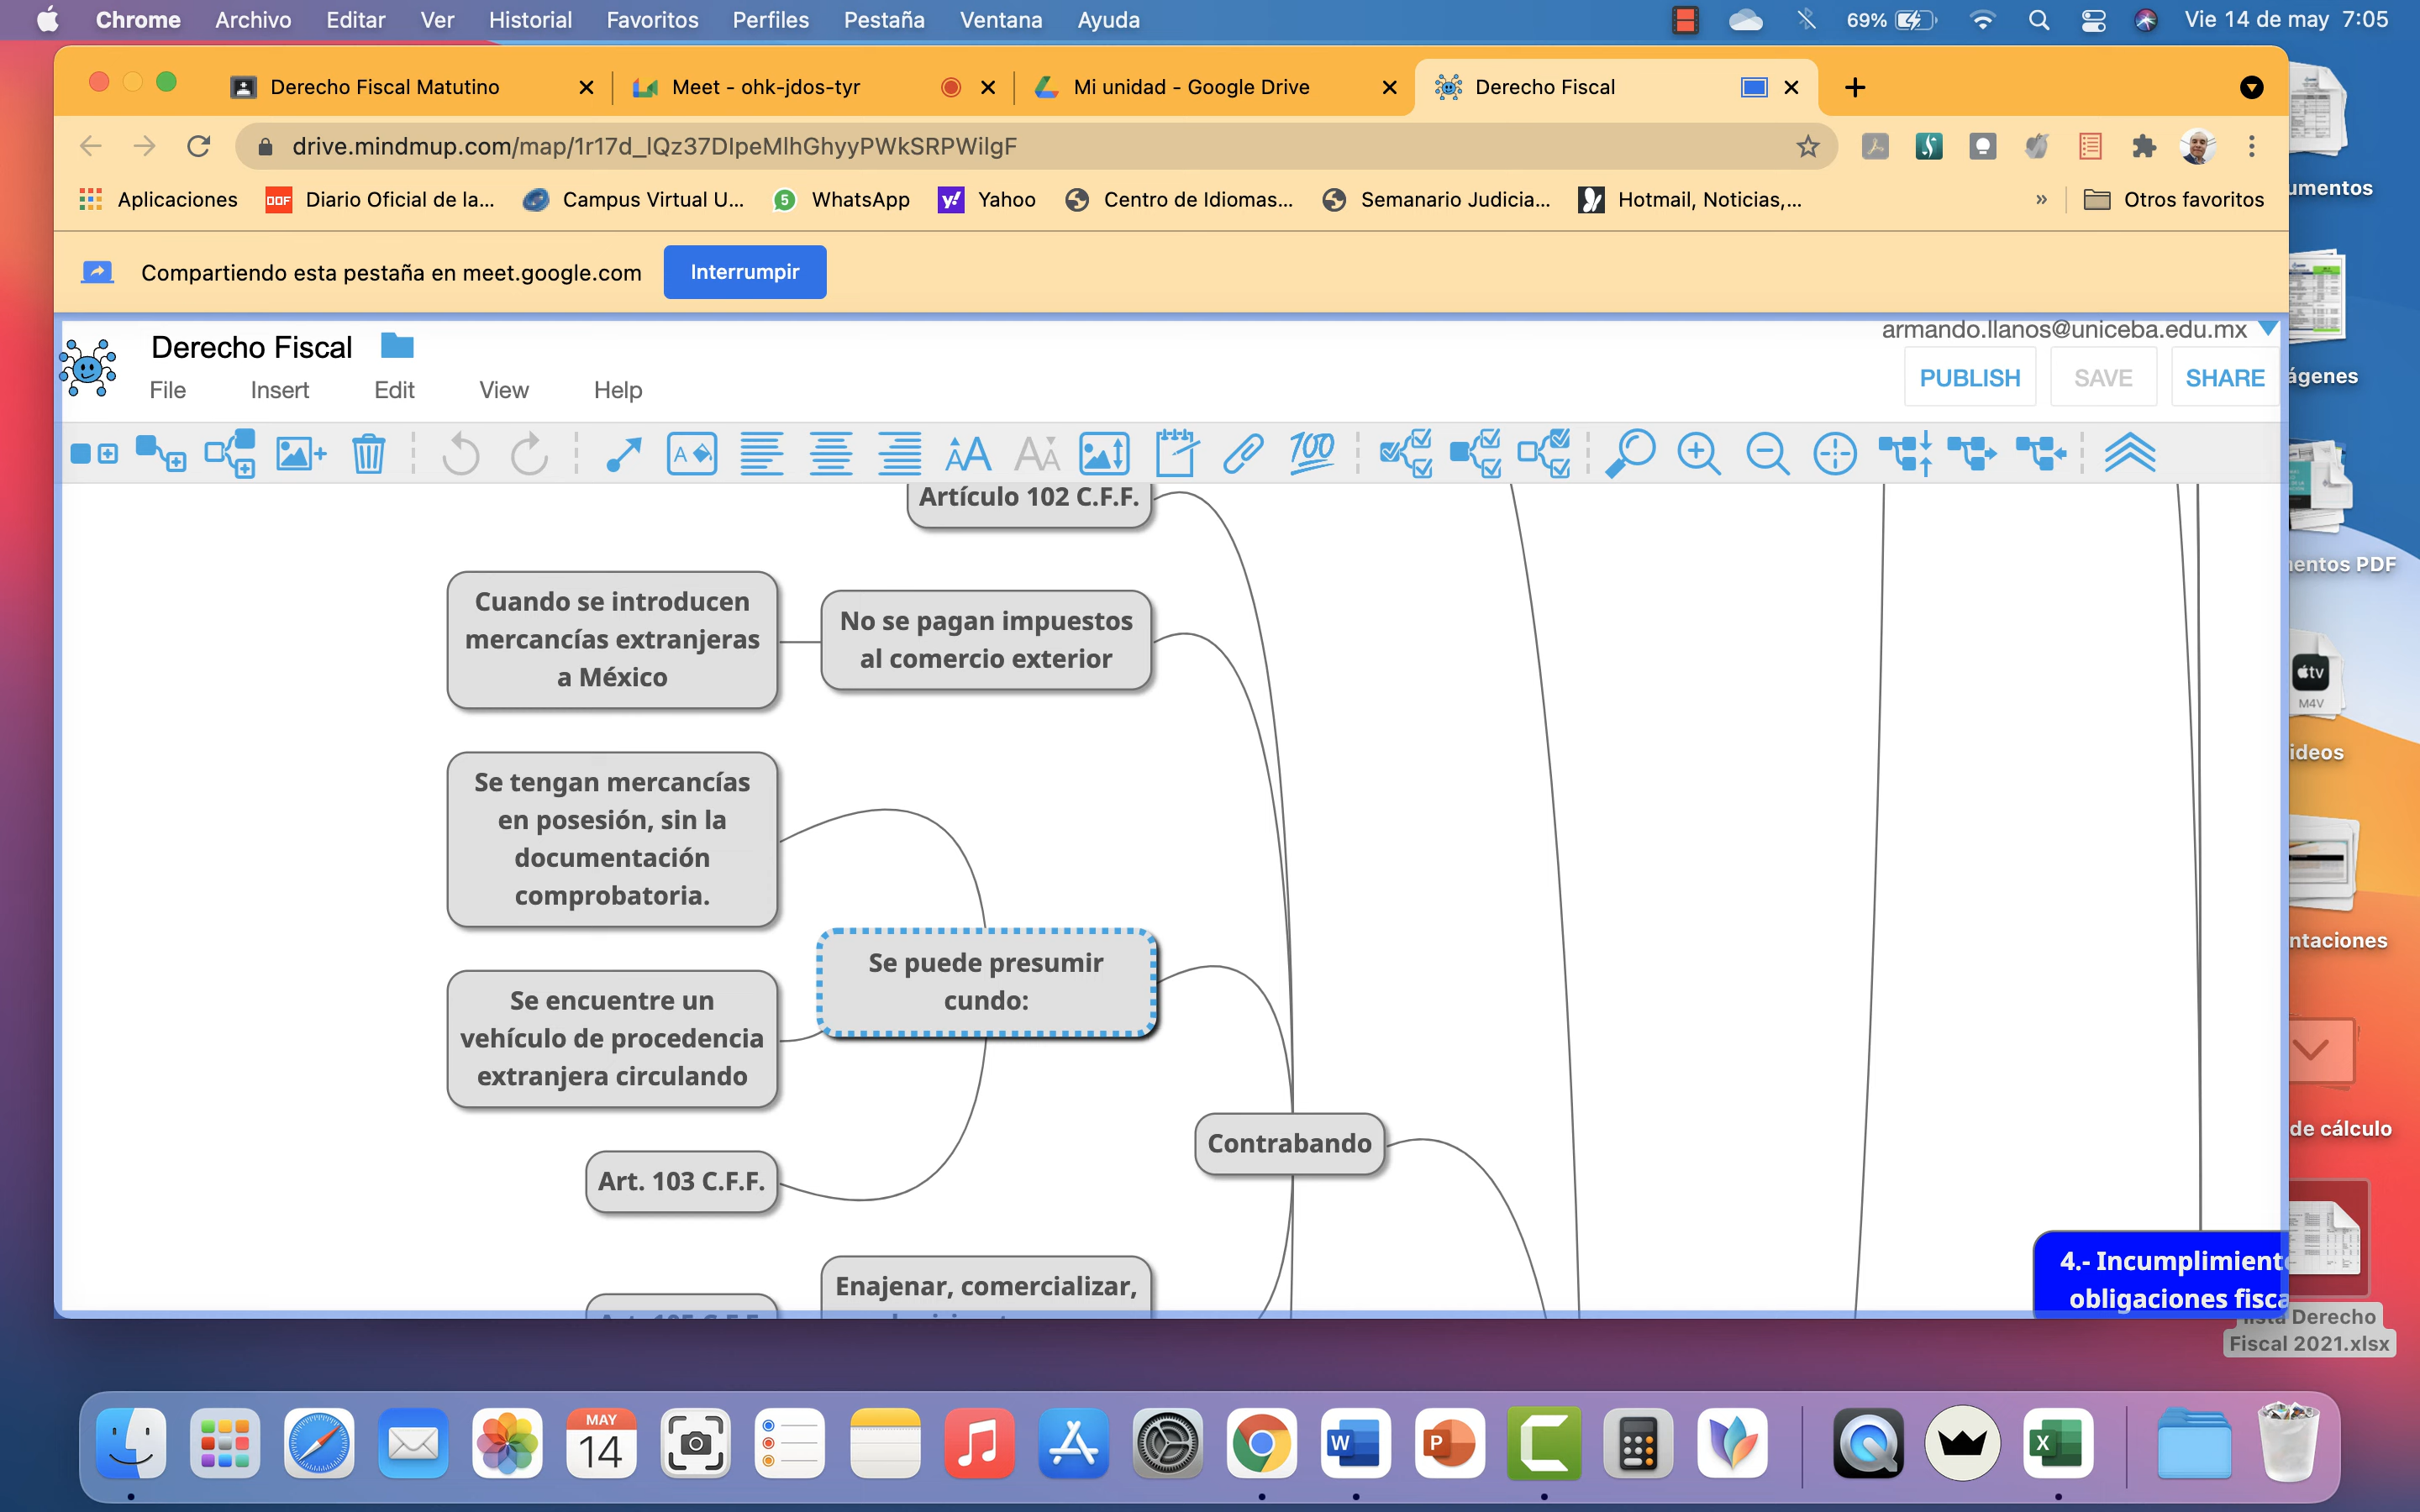 Chrome Archivo Editar Ver Historial Favoritos Perfiles Pestaña Ventana Ayuda
69% Vie 14 de may 7:05
Derecho Fiscal Matutino
Meet - ohk-jdos-tyr
Mi unidad - Google Drive
Derecho Fiscal
drive.mindmup.com/map/1r17d_lQz37DIpeMlhGhyyPWkSRPWilgF
Aplicaciones
DOF Diario Oficial de la...
Campus Virtual U...
5 WhatsApp
Yahoo
Centro de Idiomas...
Semanario Judicia...
Hotmail, Noticias,...
» Otros favoritos
Compartiendo esta pestaña en meet.google.com
Interrumpir
Derecho Fiscal
armando.llanos@uniceba.edu.mx
File Insert Edit View Help
PUBLISH SAVE SHARE
100
Artículo 102 C.F.F.
Cuando se introducen
mercancías extranjeras
a México
No se pagan impuestos
al comercio exterior
Se tengan mercancías
en posesión, sin la
documentación
comprobatoria.
Se puede presumir
cundo:
Se encuentre un
vehículo de procedencia
extranjera circulando
Art. 103 C.F.F.
Contrabando
Enajenar, comercializar,
4.- Incumplimient
obligaciones fisca
umentos
ágenes
entos PDF
tv
M4V
ideos
ntaciones
de cálculo
lista Derecho
Fiscal 2021.xlsx
MAY
14